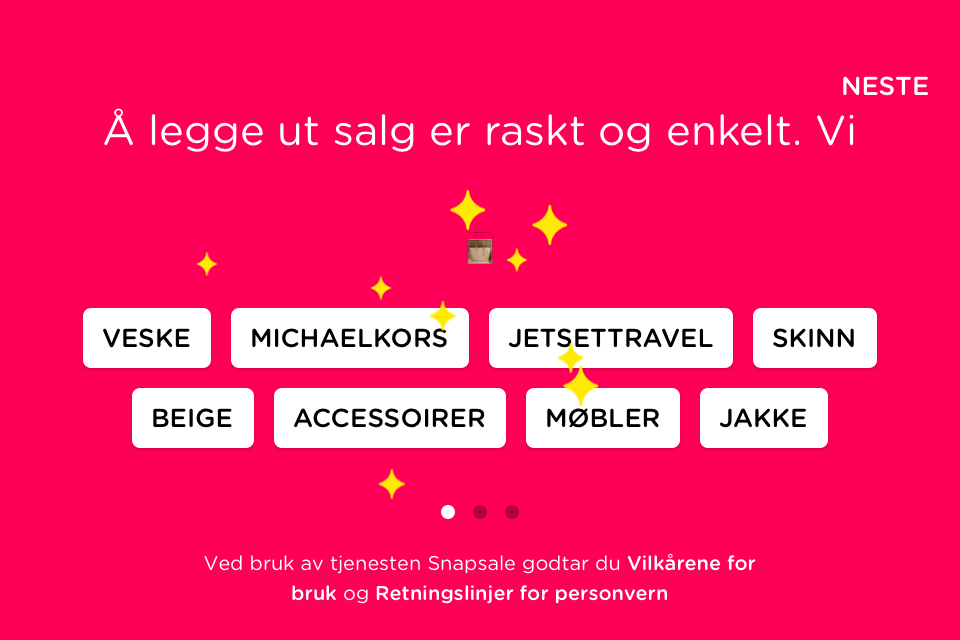 NESTE
Å legge ut salg er raskt og enkelt. Vi
VESKE MICHAELKORS JETSETTRAVEL SKINN
BEIGE ACCESSOIRER MØBLER JAKKE
Ved bruk av tjenesten Snapsale godtar du Vilkårene for
bruk og Retningslinjer for personvern